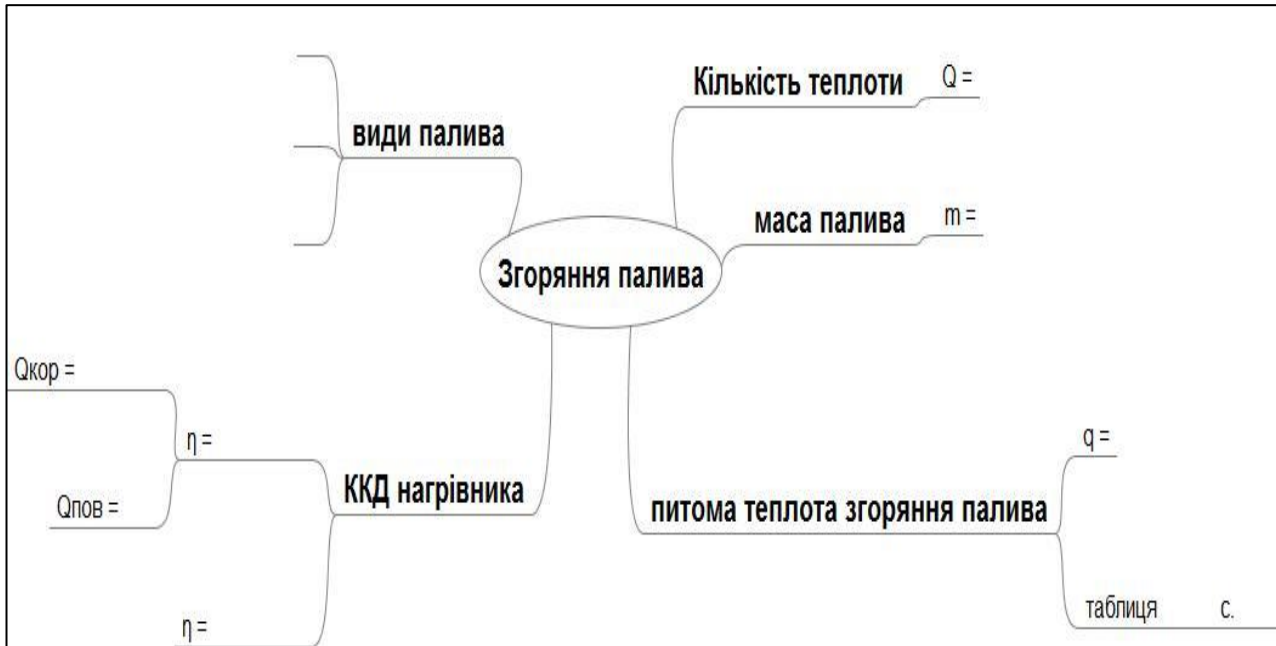 Кількість теплоти
Q =
види палива
маса палива
m =
Згоряння палива
Qкор =
η =
Qпов =
ККД нагрівника
η =
q =
питома теплота згоряння палива
таблиця с.